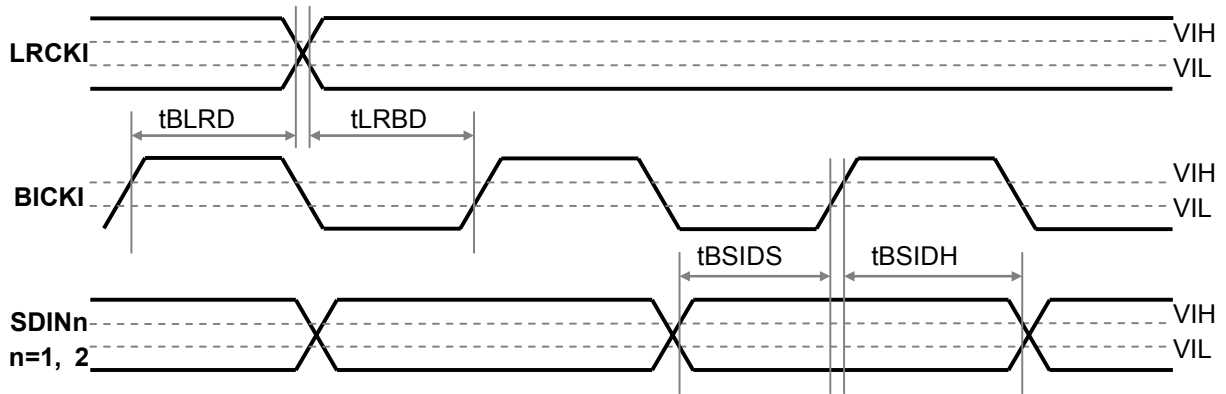 LRCKI
VIH
VIL
tBLRD
tLRBD
BICKI
VIH
VIL
tBSIDS
tBSIDH
SDINn
n=1, 2
VIH
VIL